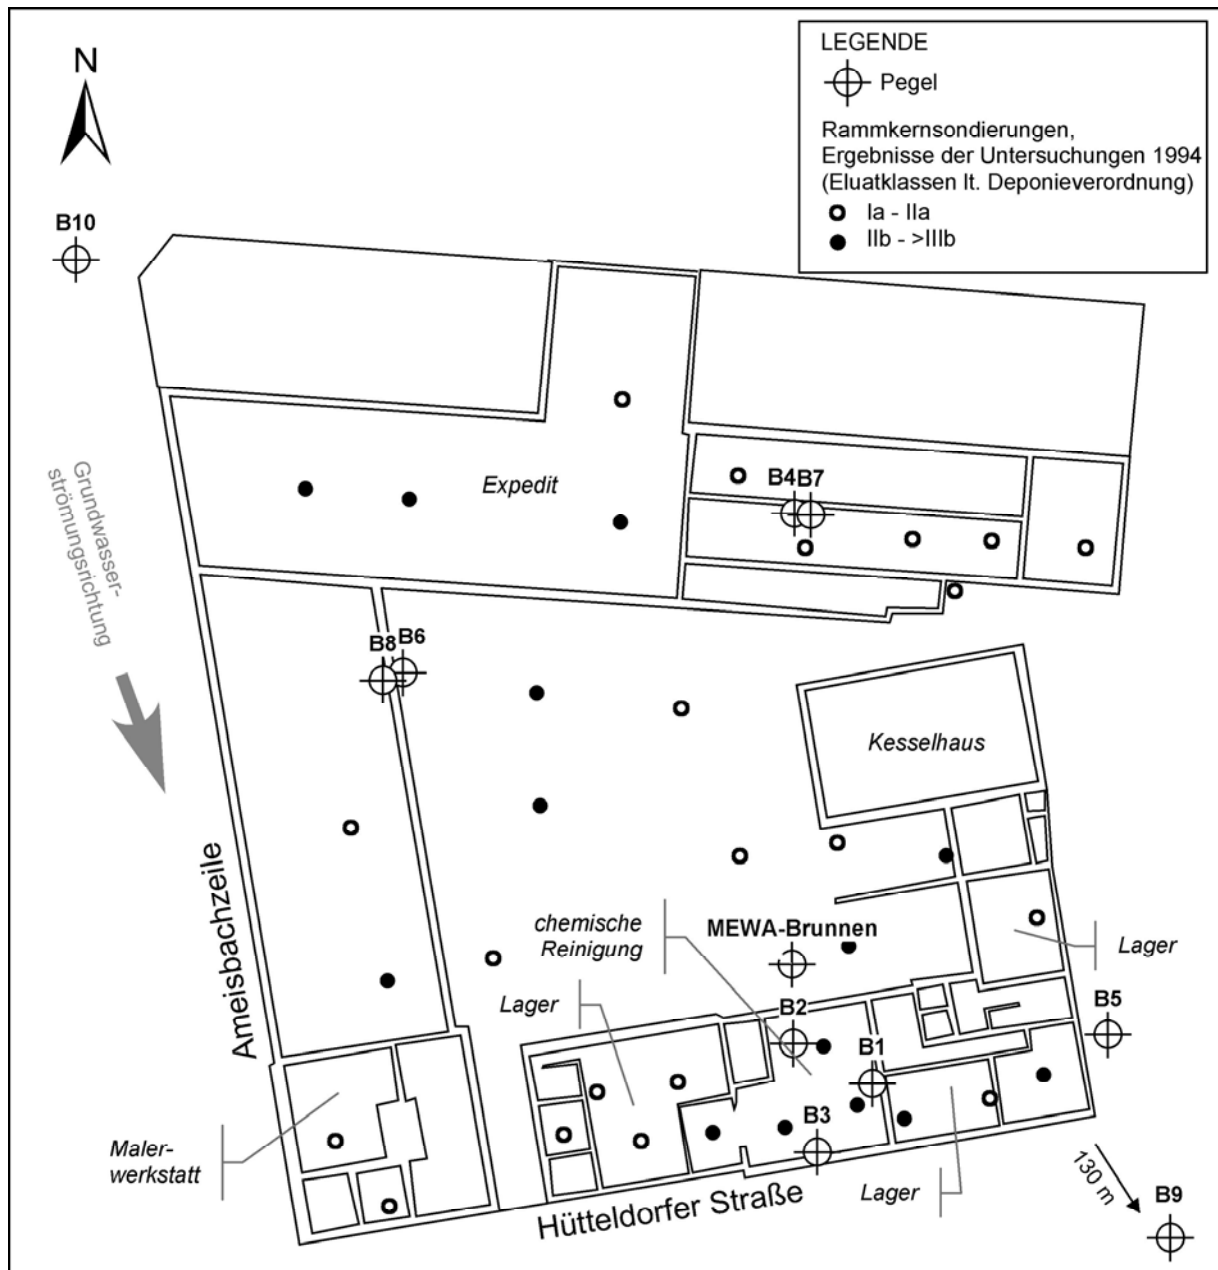 N
LEGENDE
Pegel
Rammkernsondierungen,
Ergebnisse der Untersuchungen 1994
(Eluatklassen lt. Deponieverordnung)
Ia - IIa
IIb - >IIIb
B10
Grundwasser-
strömungsrichtung
Expedit
B4
B7
B8
B6
Kesselhaus
Ameisbachzeile
chemische
Reinigung
MEWA-Brunnen
Lager
Lager
B2
B5
B1
B3
Maler-
werkstatt
Lager
Hütteldorfer Straße
130 m
B9